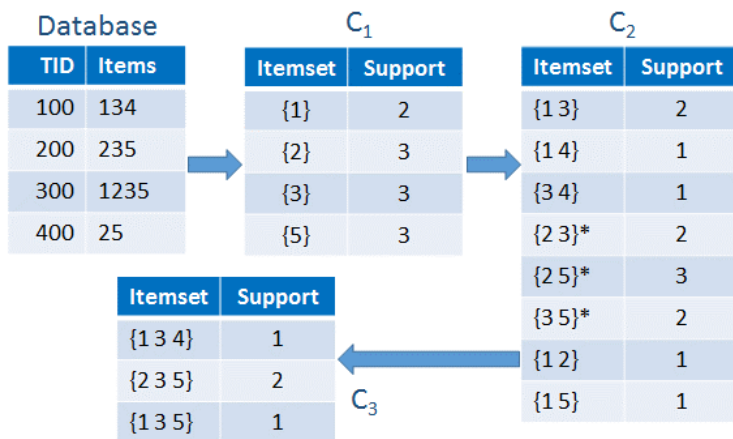 Database
TID Items
100 134
200 235
300 1235
400 25
C₁
Itemset Support
{1} 2
{2} 3
{3} 3
{5} 3
C₂
Itemset Support
{1 3} 2
{1 4} 1
{3 4} 1
{2 3}* 2
{2 5}* 3
{3 5}* 2
{1 2} 1
{1 5} 1
Itemset Support
{1 3 4} 1
{2 3 5} 2
{1 3 5} 1
C₃